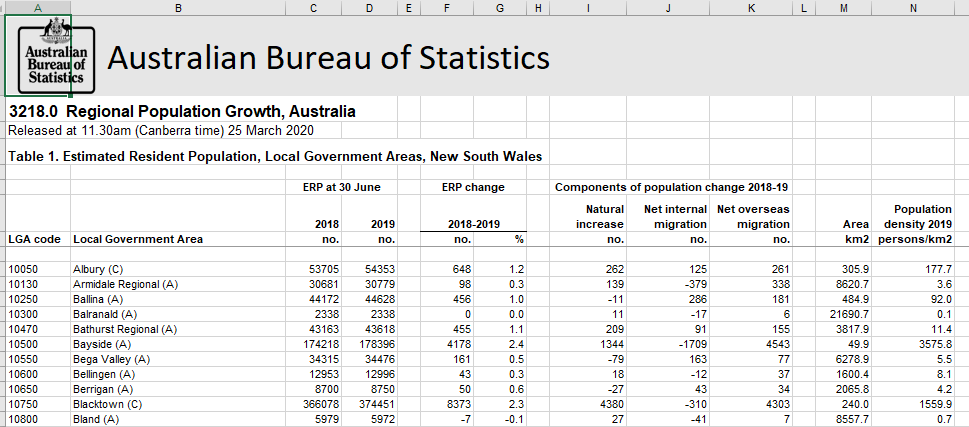 A B C D E F G H I J K L M N
AUSTRALIA
Australian
Bureau of
Statistics
Australian Bureau of Statistics
3218.0 Regional Population Growth, Australia
Released at 11.30am (Canberra time) 25 March 2020
Table 1. Estimated Resident Population, Local Government Areas, New South Wales
ERP at 30 June ERP change Components of population change 2018-19
Natural Net internal Net overseas Population
2018 2019 2018-2019 increase migration migration Area density 2019
LGA code Local Government Area no. no. no. % no. no. no. km2 persons/km2
10050 Albury (C) 53705 54353 648 1.2 262 125 261 305.9 177.7
10130 Armidale Regional (A) 30681 30779 98 0.3 139 -379 338 8620.7 3.6
10250 Ballina (A) 44172 44628 456 1.0 -11 286 181 484.9 92.0
10300 Balranald (A) 2338 2338 0 0.0 11 -17 6 21690.7 0.1
10470 Bathurst Regional (A) 43163 43618 455 1.1 209 91 155 3817.9 11.4
10500 Bayside (A) 174218 178396 4178 2.4 1344 -1709 4543 49.9 3575.8
10550 Bega Valley (A) 34315 34476 161 0.5 -79 163 77 6278.9 5.5
10600 Bellingen (A) 12953 12996 43 0.3 18 -12 37 1600.4 8.1
10650 Berrigan (A) 8700 8750 50 0.6 -27 43 34 2065.8 4.2
10750 Blacktown (C) 366078 374451 8373 2.3 4380 -310 4303 240.0 1559.9
10800 Bland (A) 5979 5972 -7 -0.1 27 -41 7 8557.7 0.7